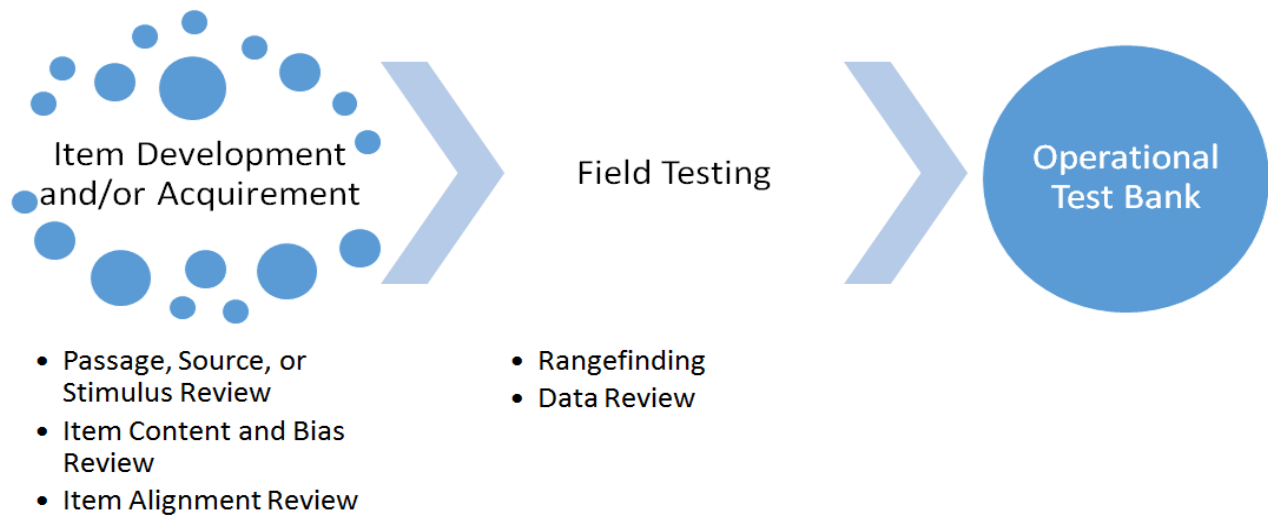 Item Development
and/or Acquirement
Field Testing
Operational
Test Bank
• Passage, Source, or
Stimulus Review
• Item Content and Bias
Review
• Item Alignment Review
• Rangefinding
• Data Review